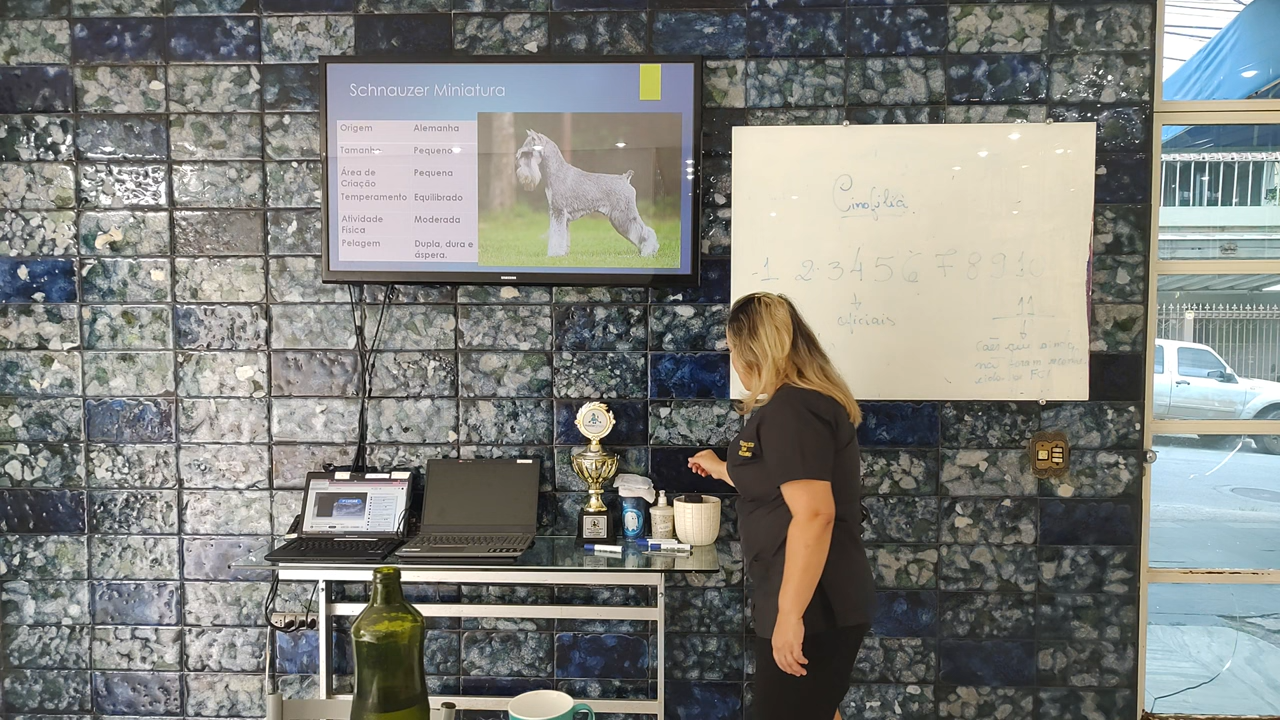 Schnauzer Miniatura
Origem Alemanha
Tamanho Pequeno
Área de Criação Pequena
Temperamento Equilibrado
Atividade Física Moderada
Pelagem Dupla, dura e áspera.
SAMSUNG
Cinofilia
1 2 3 4 5 6 7 8 9 10
oficiais
11